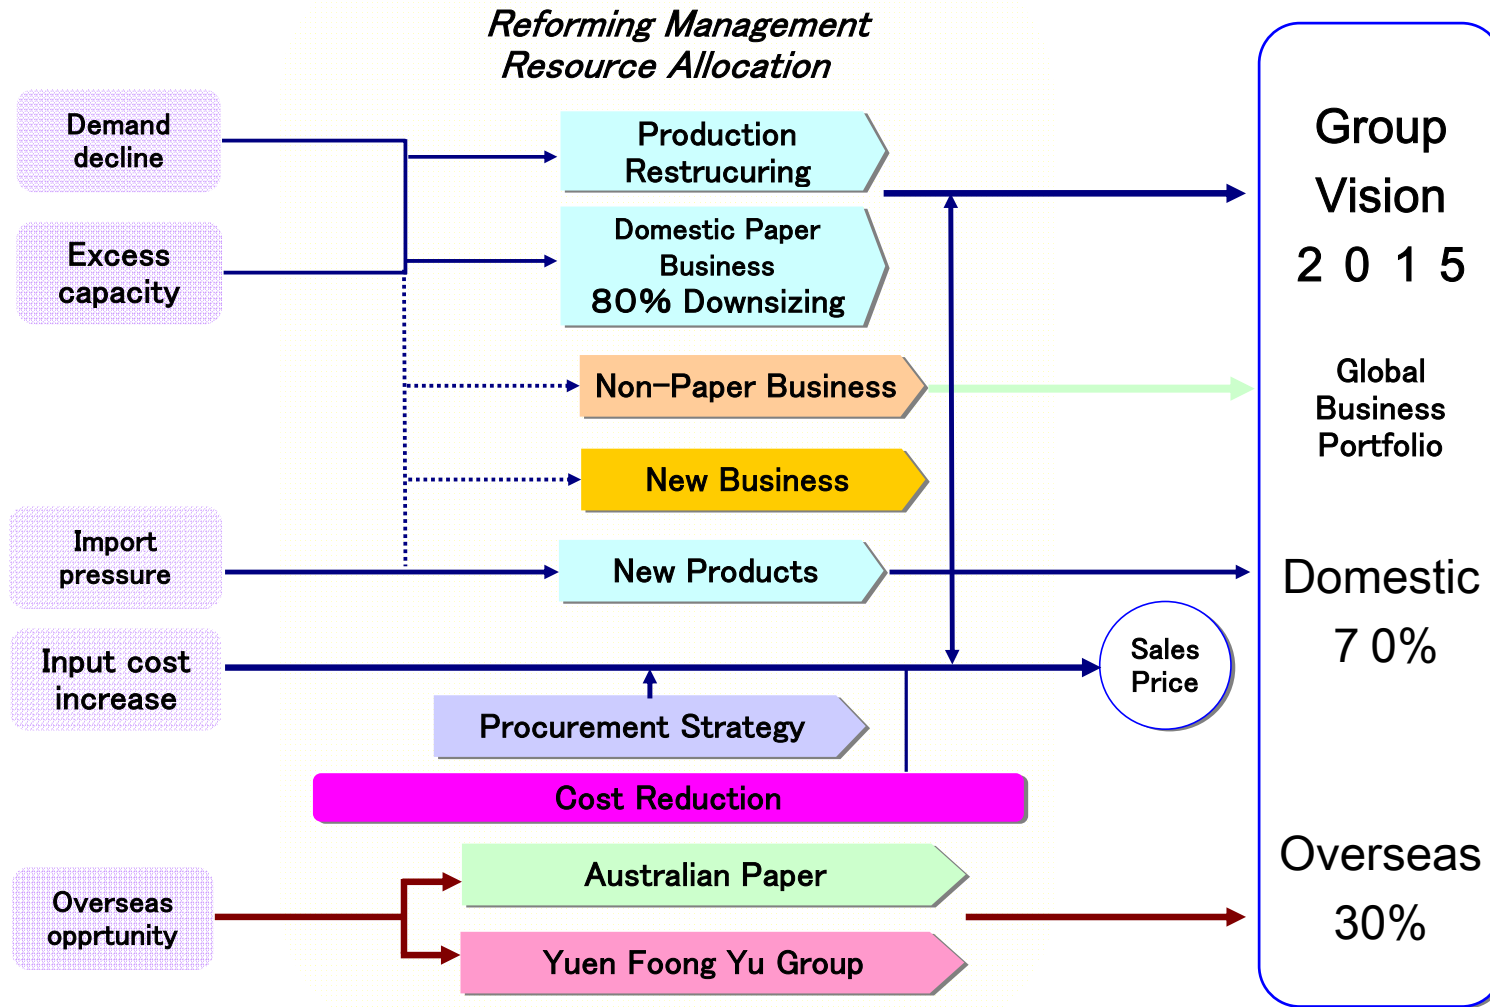 Reforming Management
Resource Allocation
Demand
decline
Excess
capacity
Import
pressure
Input cost
increase
Overseas
opprtunity
Production
Restrucuring
Domestic Paper
Business
80% Downsizing
Non-Paper Business
New Business
New Products
Procurement Strategy
Cost Reduction
Australian Paper
Yuen Foong Yu Group
Sales
Price
Group
Vision
2 0 1 5
Global
Business
Portfolio
Domestic
7 0%
Overseas
30%